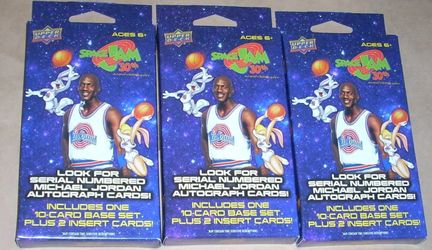 UPPER
DECK
AGES 6+
SPACE JAM
30th
LOOK FOR
SERIAL NUMBERED
MICHAEL JORDAN
AUTOGRAPH CARDS!
INCLUDES ONE
10-CARD BASE SET
PLUS 2 INSERT CARDS!
UPPER
DECK
AGES 6+
SPACE JAM
30th
LOOK FOR
SERIAL NUMBERED
MICHAEL JORDAN
AUTOGRAPH CARDS!
INCLUDES ONE
10-CARD BASE SET
PLUS 2 INSERT CARDS!
UPPER
DECK
AGES 6+
SPACE JAM
30th
LOOK FOR
SERIAL NUMBERED
MICHAEL JORDAN
AUTOGRAPH CARDS!
INCLUDES ONE
10-CARD BASE SET
PLUS 2 INSERT CARDS!